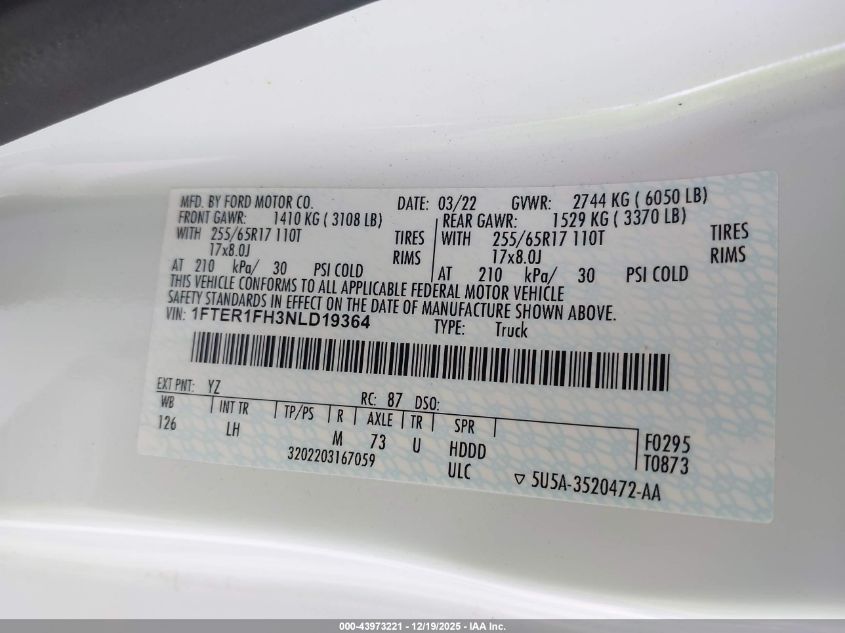 MFD. BY FORD MOTOR CO. DATE: 03/22 GVWR: 2744 KG ( 6050 LB)
FRONT GAWR: 1410 KG ( 3108 LB) REAR GAWR: 1529 KG ( 3370 LB)
WITH 255/65R17 110T TIRES WITH 255/65R17 110T TIRES
17x8.0J RIMS 17x8.0J RIMS
AT 210 kPa/ 30 PSI COLD AT 210 kPa/ 30 PSI COLD
THIS VEHICLE CONFORMS TO ALL APPLICABLE FEDERAL MOTOR VEHICLE
SAFETY STANDARDS IN EFFECT ON THE DATE OF MANUFACTURE SHOWN ABOVE.
VIN: 1FTER1FH3NLD19364 TYPE: Truck
EXT PNT: YZ RC: 87 DSO:
WB INT TR TP/PS R AXLE TR SPR
126 LH M 73 U HDDD F0295
3202203167059 ULC T0873
5U5A-3520472-AA
000-43973221 - 12/19/2025 - IAA Inc.